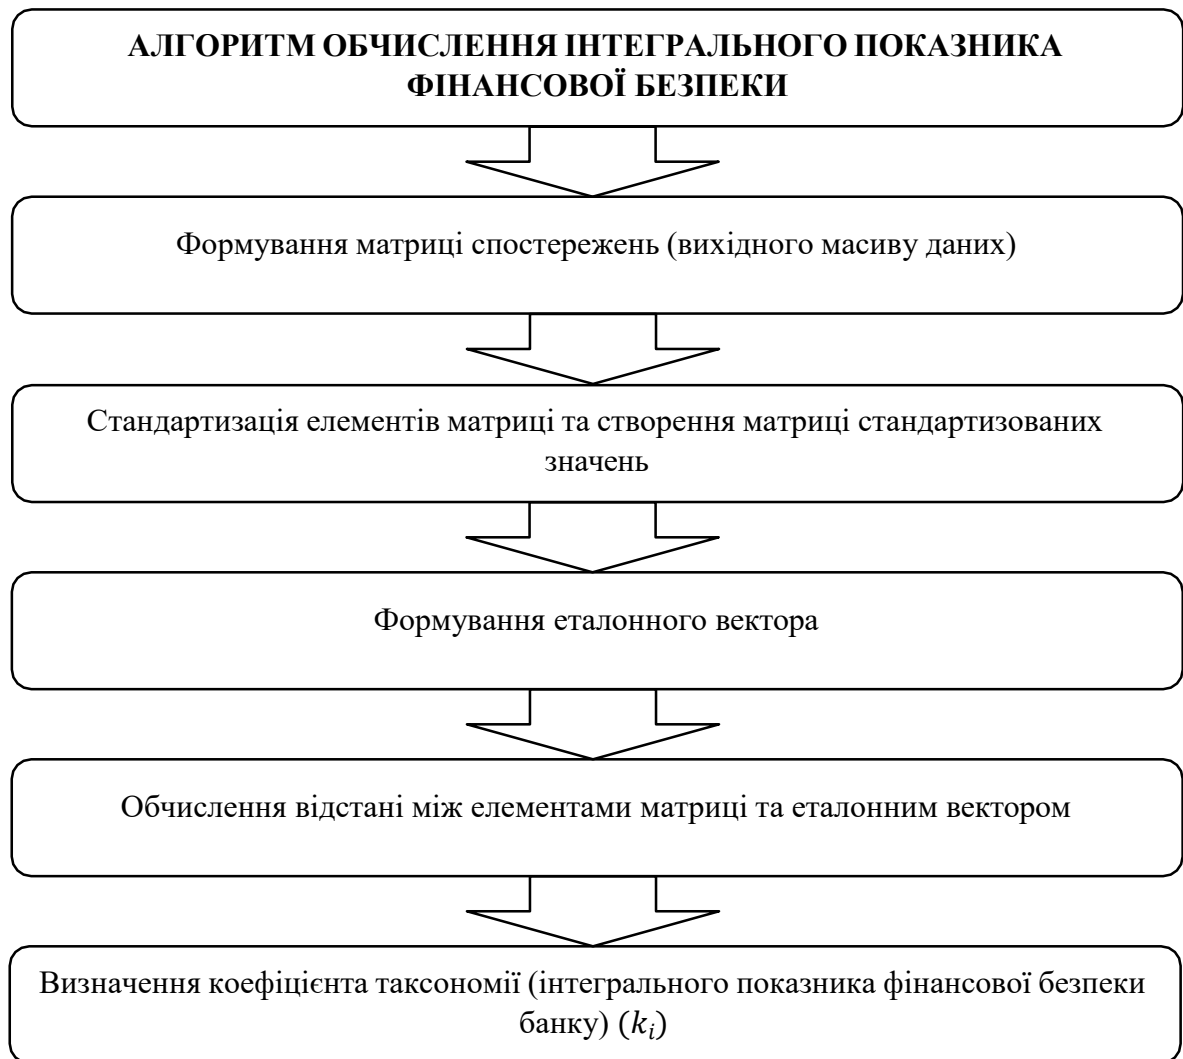 АЛГОРИТМ ОБЧИСЛЕННЯ ІНТЕГРАЛЬНОГО ПОКАЗНИКА
ФІНАНСОВОЇ БЕЗПЕКИ
Формування матриці спостережень (вихідного масиву даних)
Стандартизація елементів матриці та створення матриці стандартизованих
значень
Формування еталонного вектора
Обчислення відстані між елементами матриці та еталонним вектором
Визначення коефіцієнта таксономії (інтегрального показника фінансової безпеки
банку) (𝑘ᵢ)